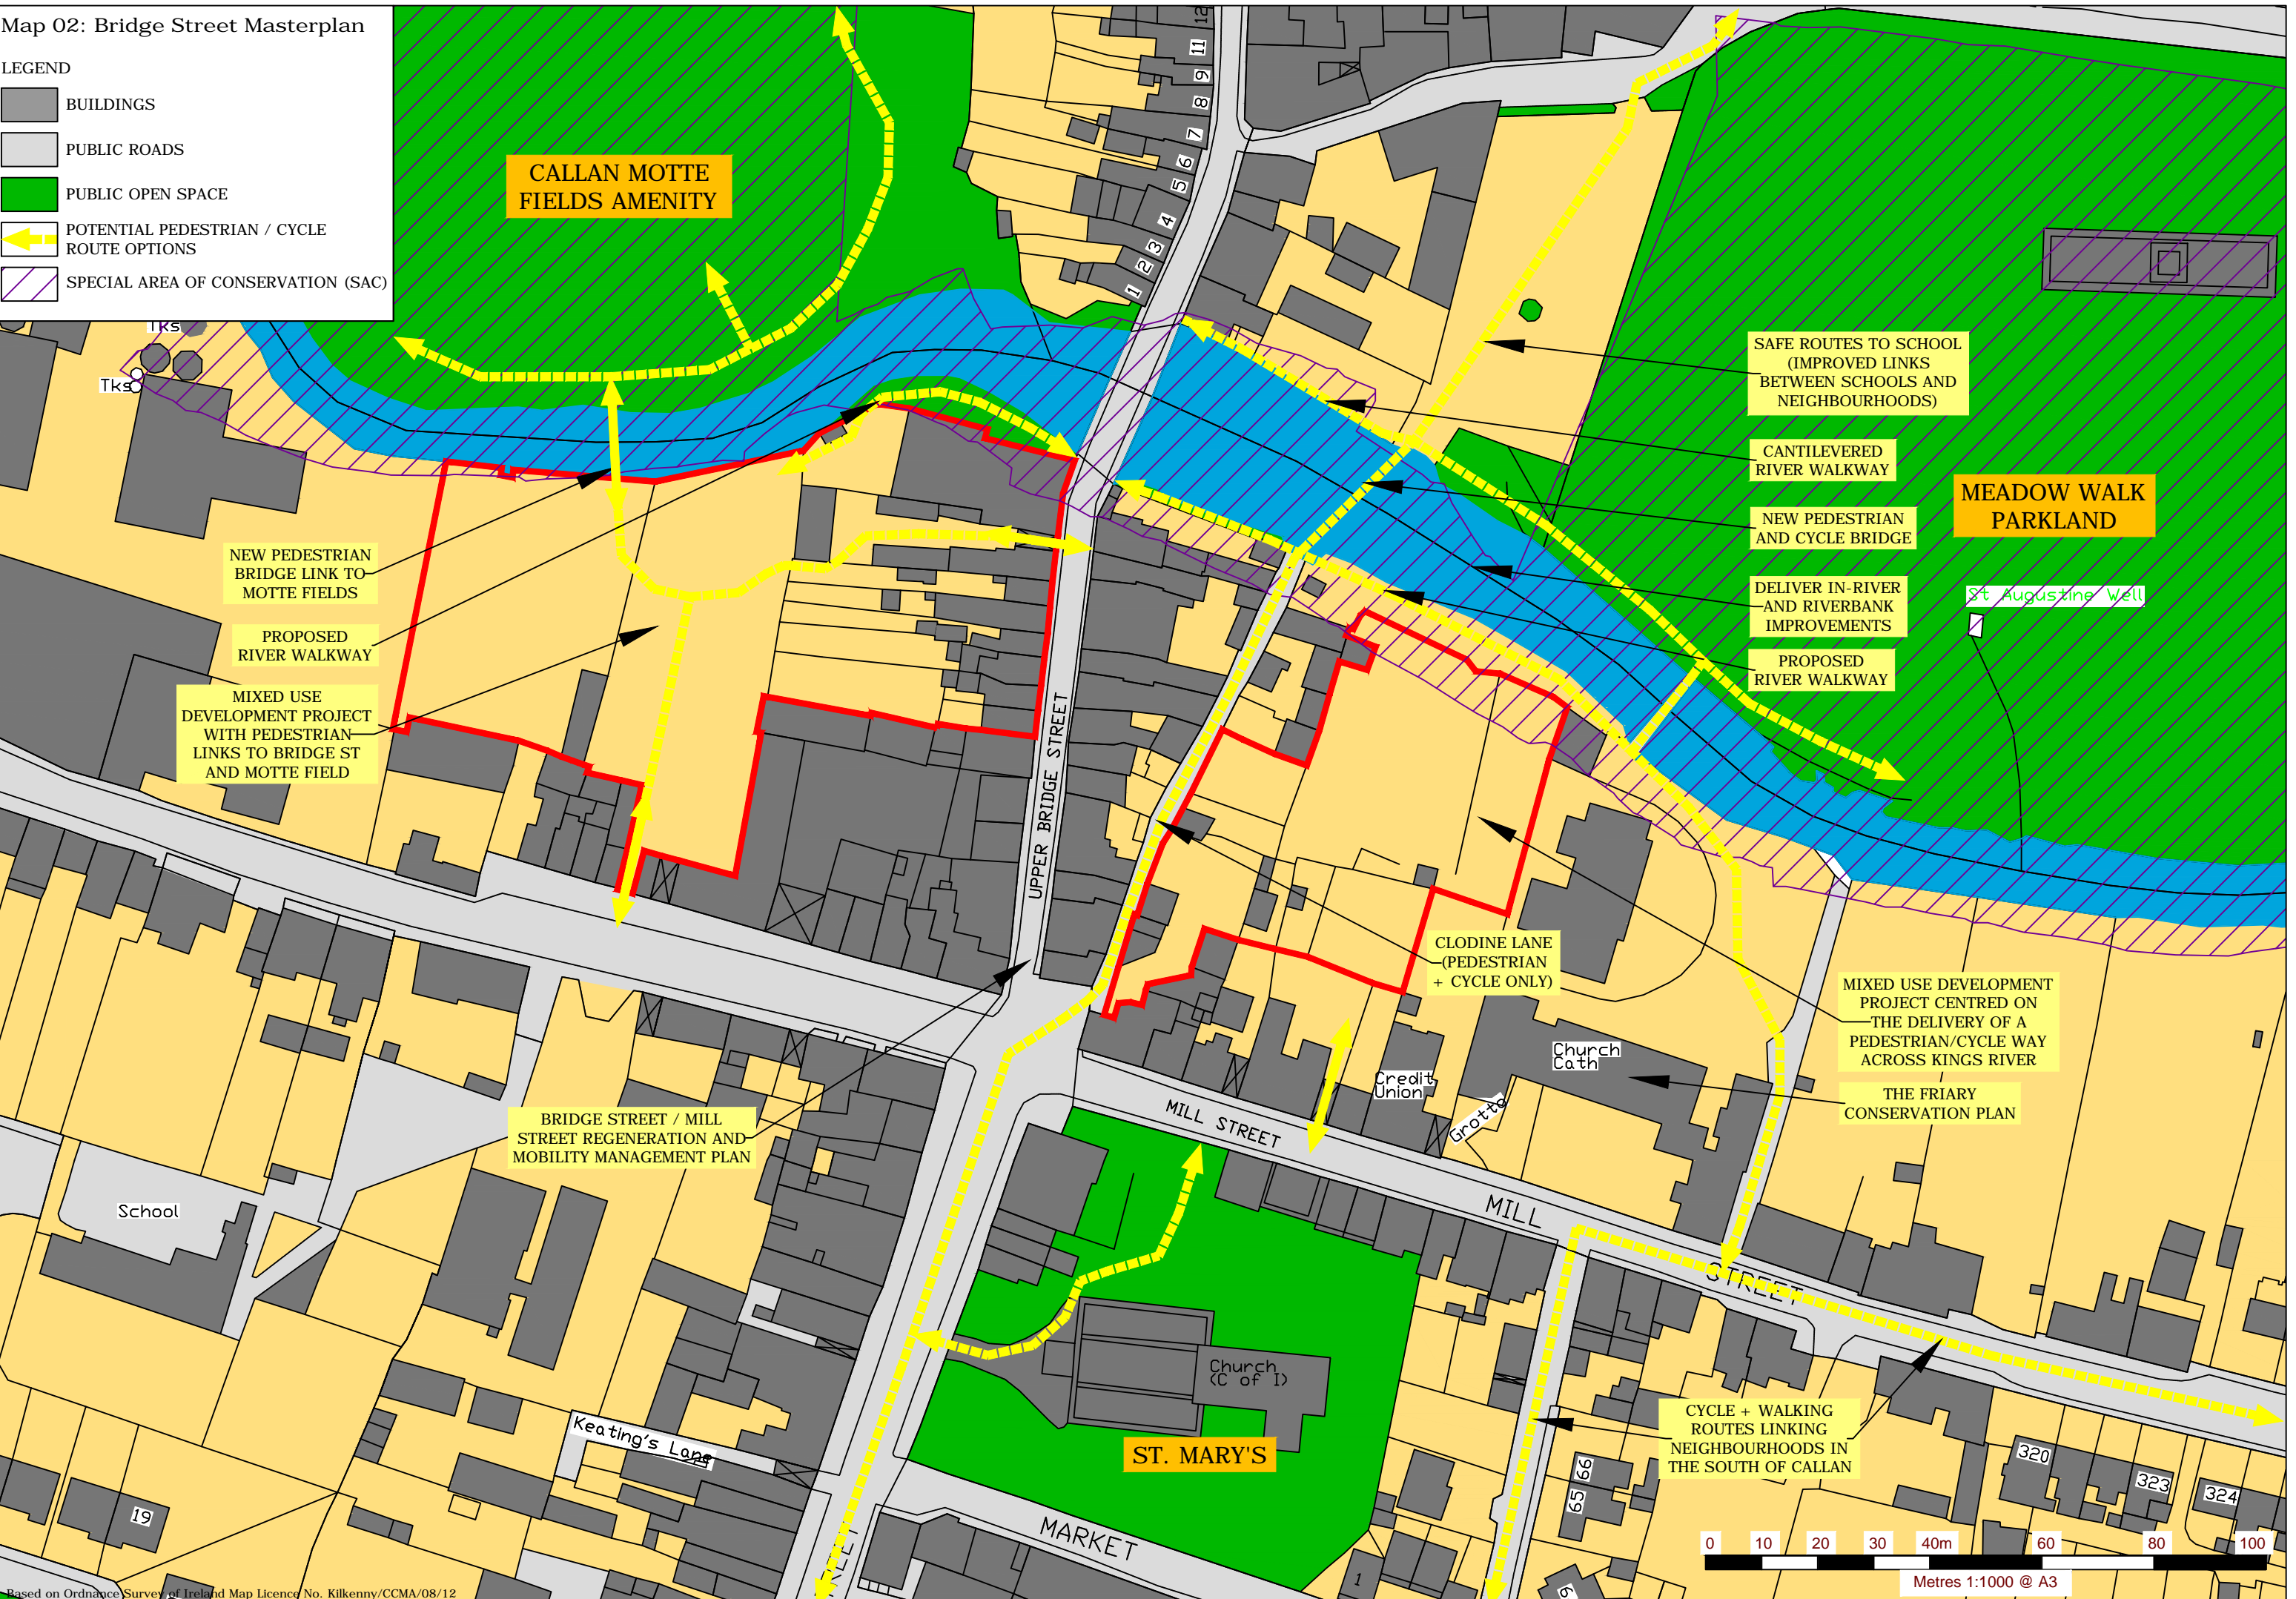 Map 02: Bridge Street Masterplan
LEGEND
BUILDINGS
PUBLIC ROADS
PUBLIC OPEN SPACE
POTENTIAL PEDESTRIAN / CYCLE
ROUTE OPTIONS
SPECIAL AREA OF CONSERVATION (SAC)
CALLAN MOTTE
FIELDS AMENITY
12
11
9
8
7
6
5
4
3
2
1
Tks
Tks
SAFE ROUTES TO SCHOOL
(IMPROVED LINKS
BETWEEN SCHOOLS AND
NEIGHBOURHOODS)
CANTILEVERED
RIVER WALKWAY
MEADOW WALK
PARKLAND
NEW PEDESTRIAN
AND CYCLE BRIDGE
DELIVER IN-RIVER
AND RIVERBANK
IMPROVEMENTS
St Augustine Well
PROPOSED
RIVER WALKWAY
NEW PEDESTRIAN
BRIDGE LINK TO
MOTTE FIELDS
PROPOSED
RIVER WALKWAY
MIXED USE
DEVELOPMENT PROJECT
WITH PEDESTRIAN
LINKS TO BRIDGE ST
AND MOTTE FIELD
UPPER BRIDGE STREET
CLODINE LANE
(PEDESTRIAN
+ CYCLE ONLY)
MIXED USE DEVELOPMENT
PROJECT CENTRED ON
THE DELIVERY OF A
PEDESTRIAN/CYCLE WAY
ACROSS KINGS RIVER
Church
Cath
THE FRIARY
CONSERVATION PLAN
Credit
Union
Grotto
BRIDGE STREET / MILL
STREET REGENERATION AND
MOBILITY MANAGEMENT PLAN
MILL STREET
MILL
STREET
School
Church
(C of I)
ST. MARY'S
Keating's Lane
CYCLE + WALKING
ROUTES LINKING
NEIGHBOURHOODS IN
THE SOUTH OF CALLAN
66
65
320
323
324
19
MARKET
1
6
0 10 20 30 40m 60 80 100
Metres 1:1000 @ A3
Based on Ordnance Survey of Ireland Map Licence No. Kilkenny/CCMA/08/12